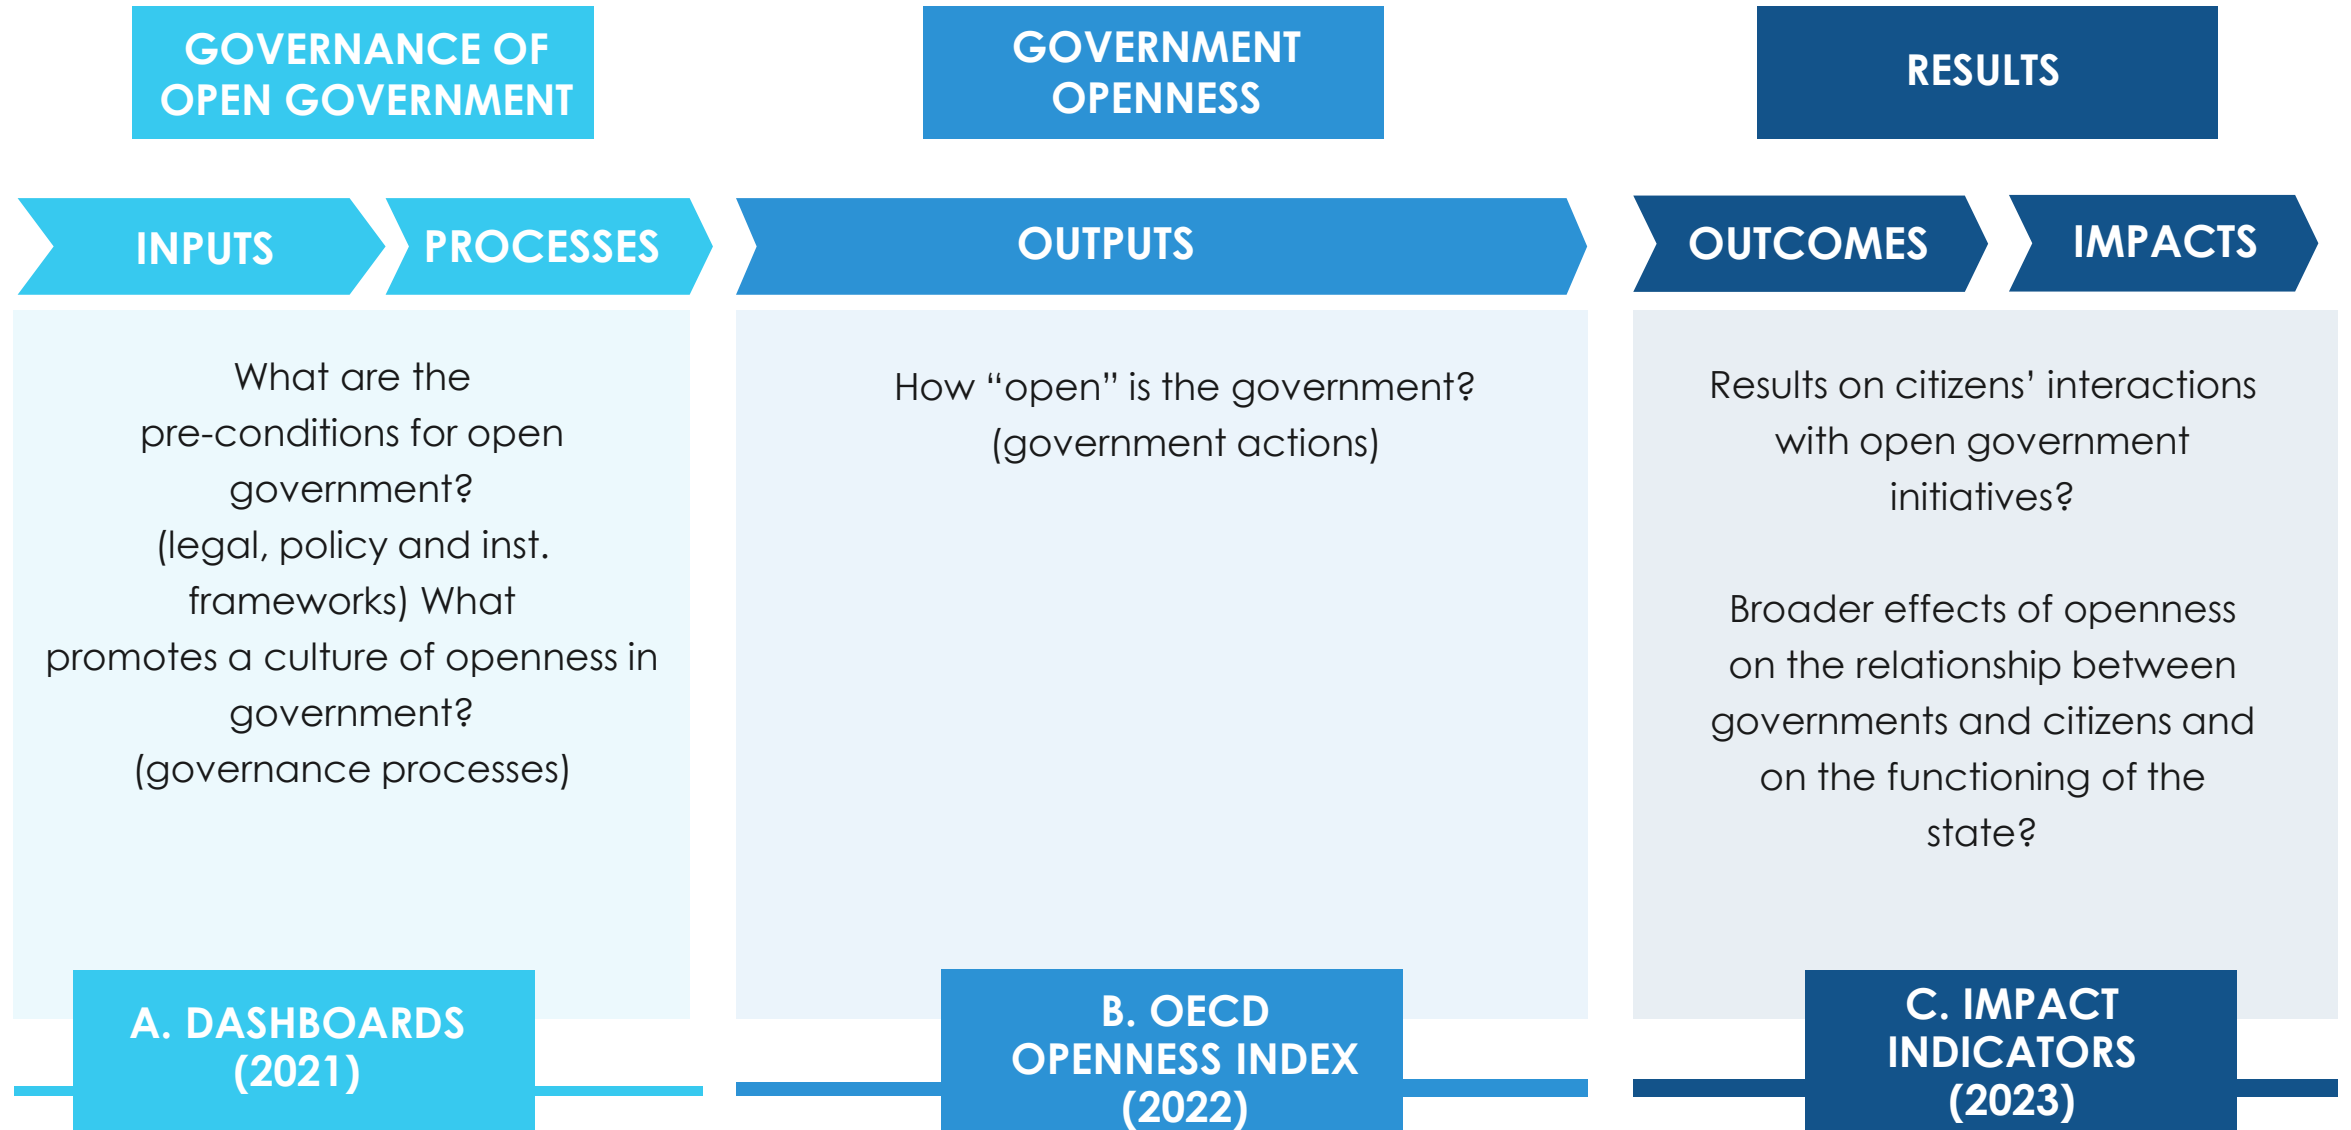 GOVERNANCE OF
OPEN GOVERNMENT
GOVERNMENT
OPENNESS
RESULTS
INPUTS
PROCESSES
OUTPUTS
OUTCOMES
IMPACTS
What are the
pre-conditions for open
government?
(legal, policy and inst.
frameworks) What
promotes a culture of openness in
government?
(governance processes)
How “open” is the government?
(government actions)
Results on citizens’ interactions
with open government
initiatives?
Broader effects of openness
on the relationship between
governments and citizens and
on the functioning of the
state?
A. DASHBOARDS
(2021)
B. OECD
OPENNESS INDEX
(2022)
C. IMPACT
INDICATORS
(2023)